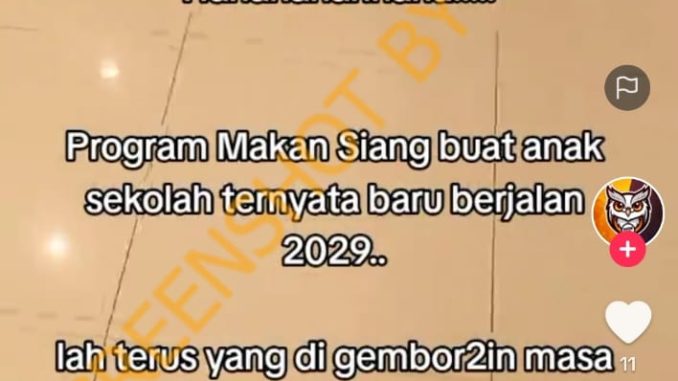 Program Makan Siang buat anak
sekolah ternyata baru berjalan
2029..
lah terus yang di gembor2in masa
11